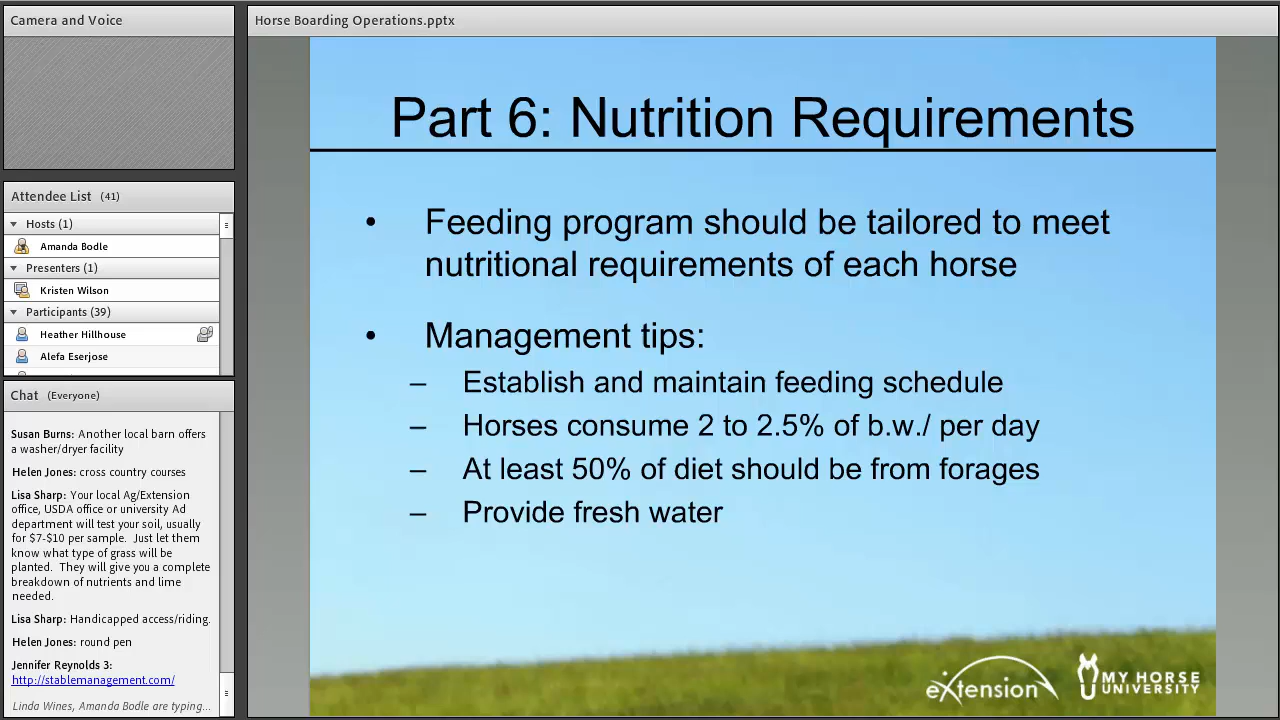 Camera and Voice
Attendee List (41)
Hosts (1)
Amanda Bodle
Presenters (1)
Kristen Wilson
Participants (39)
Heather Hillhouse
Alefa Eserjose
Chat (Everyone)
Susan Burns: Another local barn offers
a washer/dryer facility
Helen Jones: cross country courses
Lisa Sharp: Your local Ag/Extension
office, USDA office or university Ad
department will test your soil, usually
for $7-$10 per sample. Just let them
know what type of grass will be
planted. They will give you a complete
breakdown of nutrients and lime
needed.
Lisa Sharp: Handicapped access/riding.
Helen Jones: round pen
Jennifer Reynolds 3:
http://stablemanagement.com/
Linda Wines, Amanda Bodle are typing...
Horse Boarding Operations.pptx
Part 6: Nutrition Requirements
• Feeding program should be tailored to meet
nutritional requirements of each horse
• Management tips:
– Establish and maintain feeding schedule
– Horses consume 2 to 2.5% of b.w./ per day
– At least 50% of diet should be from forages
– Provide fresh water
eXtension
MY HORSE
UNIVERSITY